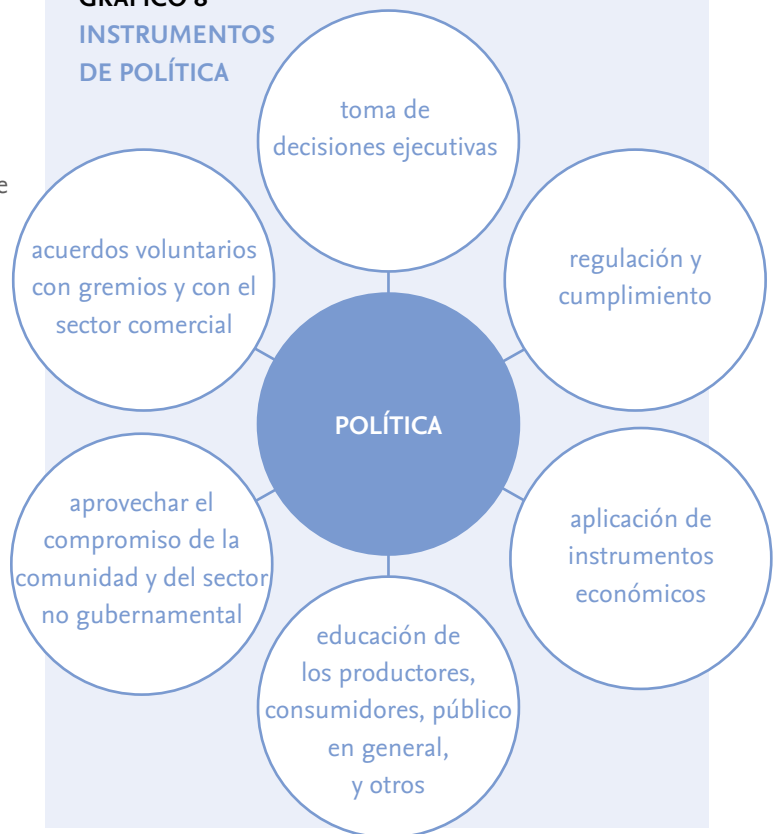 GRÁFICO 8
INSTRUMENTOS
DE POLÍTICA
toma de
decisiones ejecutivas
e
acuerdos voluntarios
con gremios y con el
sector comercial
regulación y
cumplimiento
POLÍTICA
aprovechar el
compromiso de la
comunidad y del sector
no gubernamental
aplicación de
instrumentos
económicos
educación de
los productores,
consumidores, público
en general,
y otros